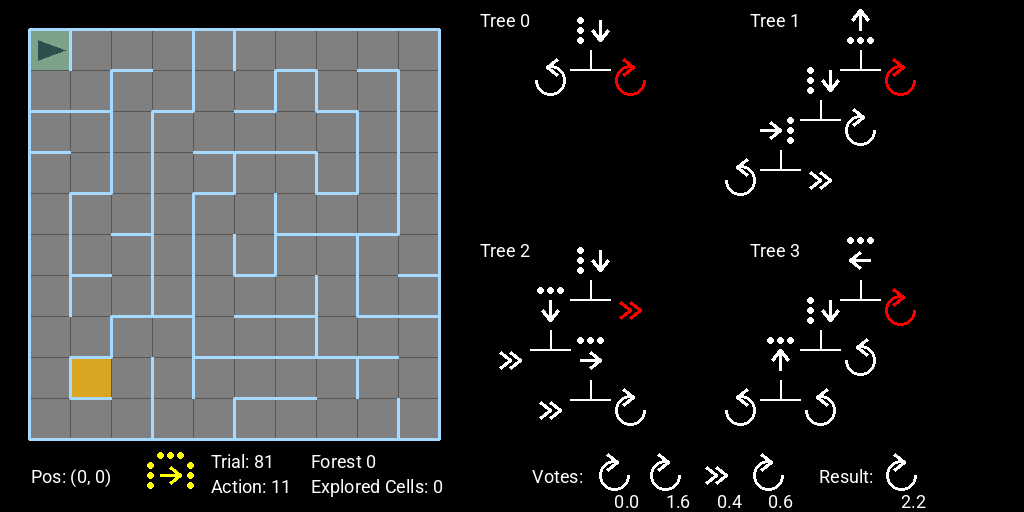 Tree 0
Tree 1
Tree 2
Tree 3
Pos: (0, 0)
Trial: 81
Forest 0
Action: 11
Explored Cells: 0
Votes:
Result:
0.0
1.6
0.4
0.6
2.2